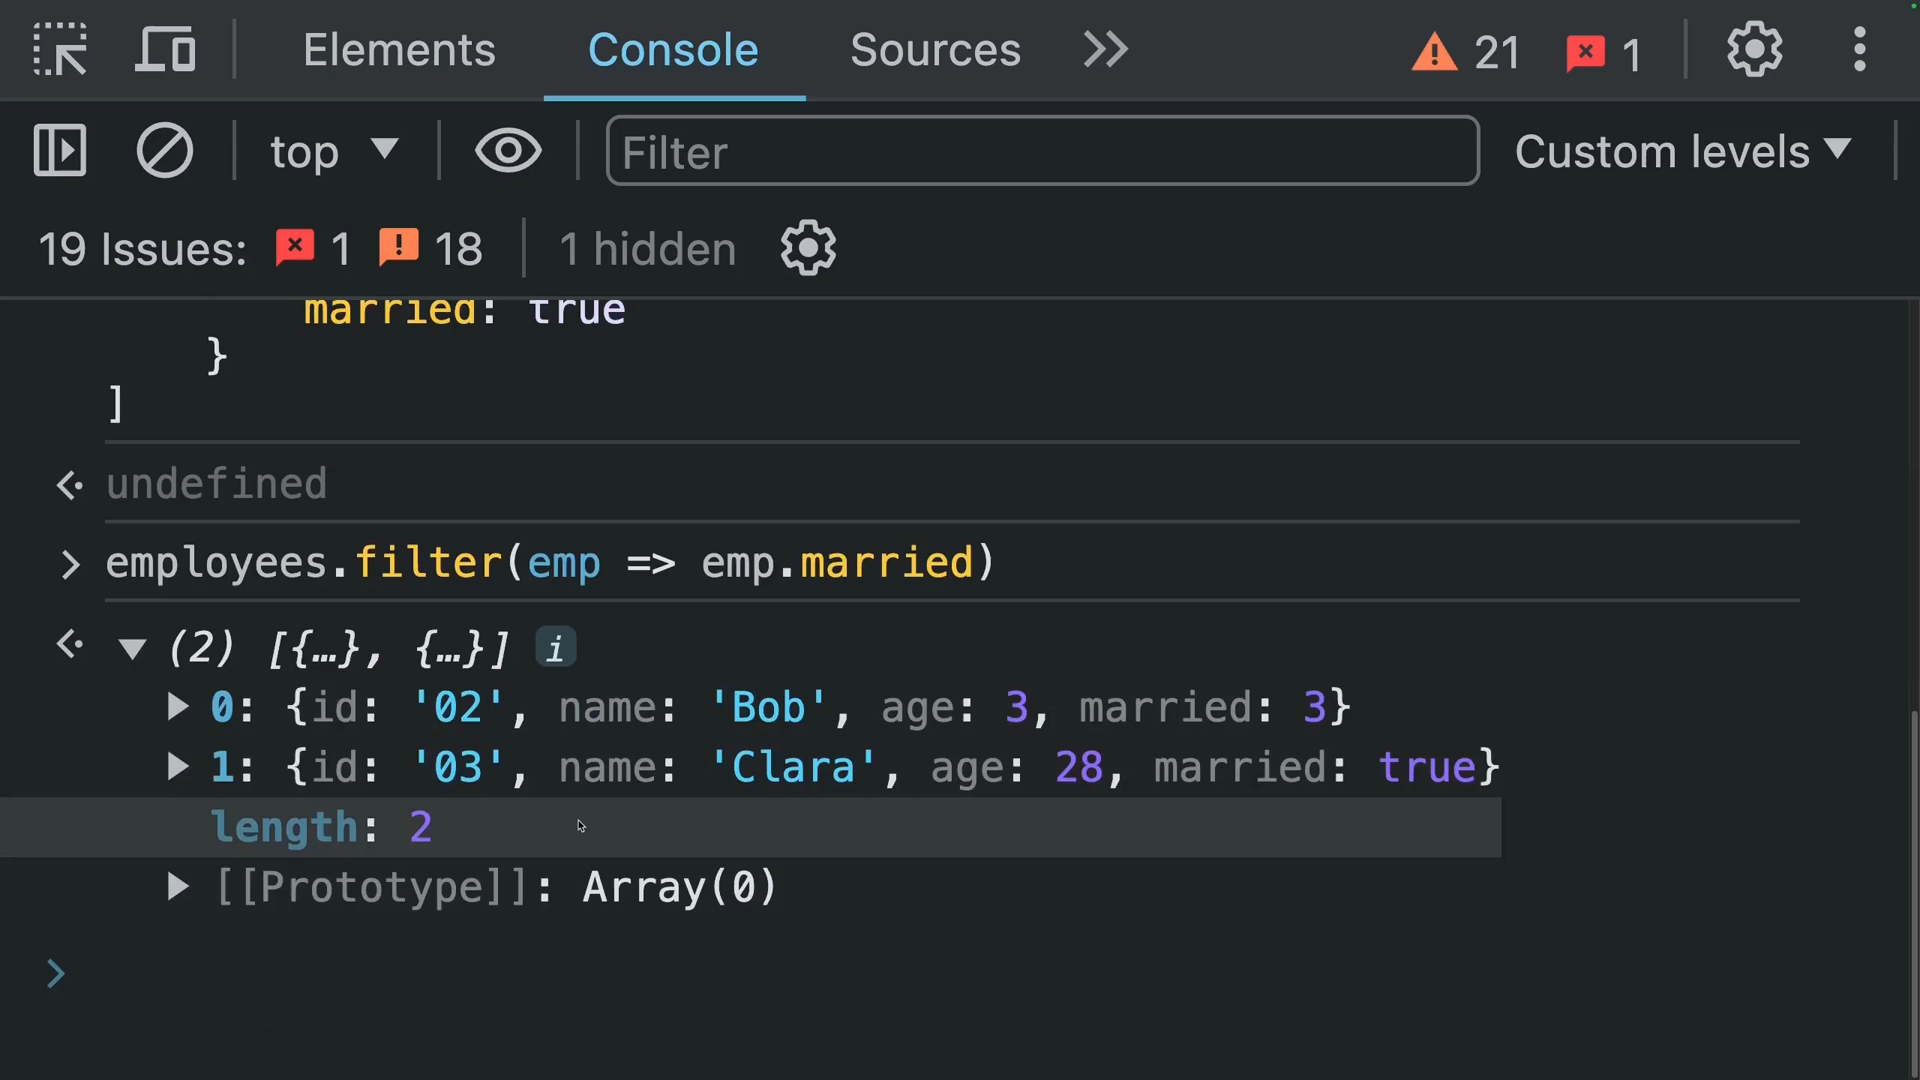 Elements Console Sources 21 1
top Filter Custom levels
19 Issues: 1 18 1 hidden
married: true
}
]
undefined
employees.filter(emp => emp.married)
(2) [{…}, {…}] i
0: {id: '02', name: 'Bob', age: 3, married: 3}
1: {id: '03', name: 'Clara', age: 28, married: true}
length: 2
[[Prototype]]: Array(0)